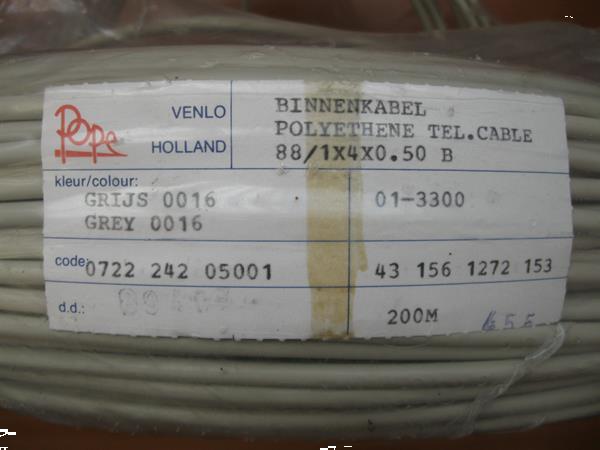 Pope
VENLO
HOLLAND
BINNENKABEL
POLYETHENE TEL.CABLE
88/1X4X0.50 B
kleur/colour:
GRIJS 0016
GREY 0016
01-3300
code:
0722 242 05001
43 156 1272 153
d.d.:
200M